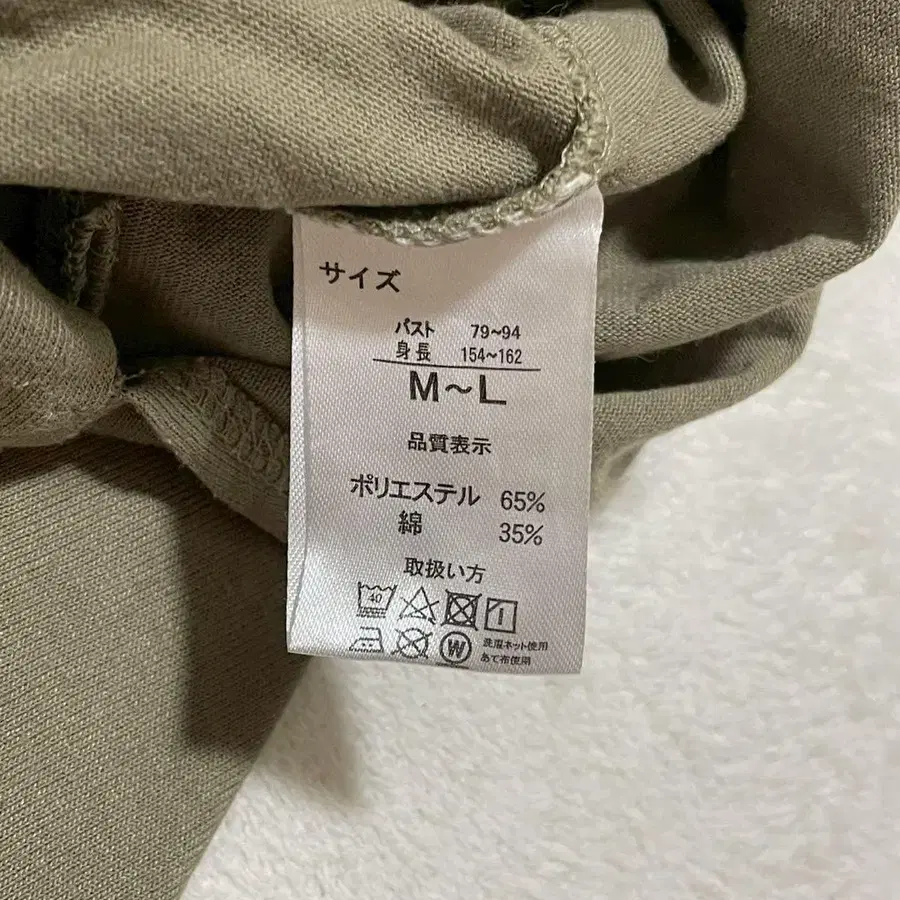 サイズ
バスト 79~94
身長 154~162
M~L
品質表示
ポリエステル 65%
綿 35%
取扱い方
40
W
洗濯ネット使用
あて布使用